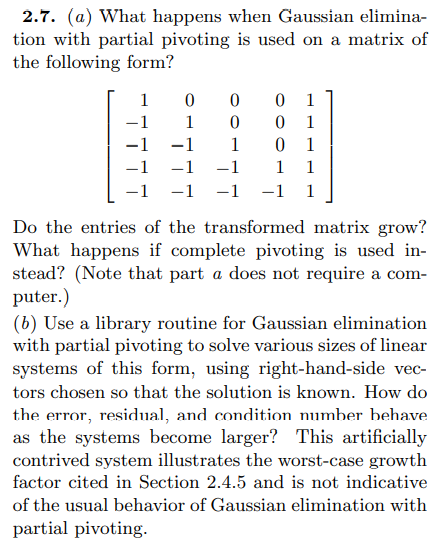 2.7. (a) What happens when Gaussian elimina-
tion with partial pivoting is used on a matrix of
the following form?
1 0 0 0 1
−1 1 0 0 1
−1 −1 1 0 1
−1 −1 −1 1 1
−1 −1 −1 −1 1
Do the entries of the transformed matrix grow?
What happens if complete pivoting is used in-
stead? (Note that part a does not require a com-
puter.)
(b) Use a library routine for Gaussian elimination
with partial pivoting to solve various sizes of linear
systems of this form, using right-hand-side vec-
tors chosen so that the solution is known. How do
the error, residual, and condition number behave
as the systems become larger? This artificially
contrived system illustrates the worst-case growth
factor cited in Section 2.4.5 and is not indicative
of the usual behavior of Gaussian elimination with
partial pivoting.